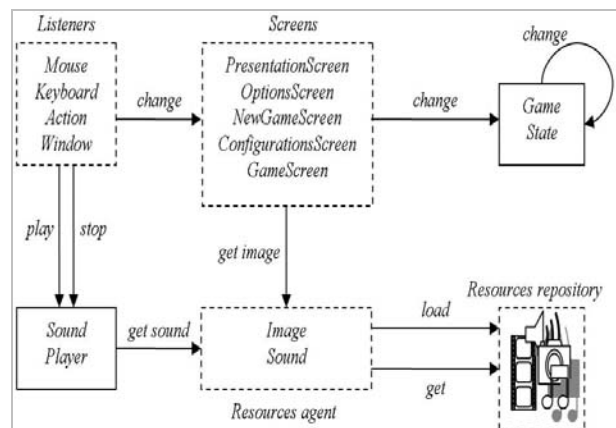 Listeners
Screens
Mouse
Keyboard
Action
Window
change
PresentationScreen
OptionsScreen
NewGameScreen
ConfigurationsScreen
GameScreen
change
change
Game
State
play
stop
get image
Resources repository
Sound
Player
get sound
Image
Sound
load
get
Resources agent